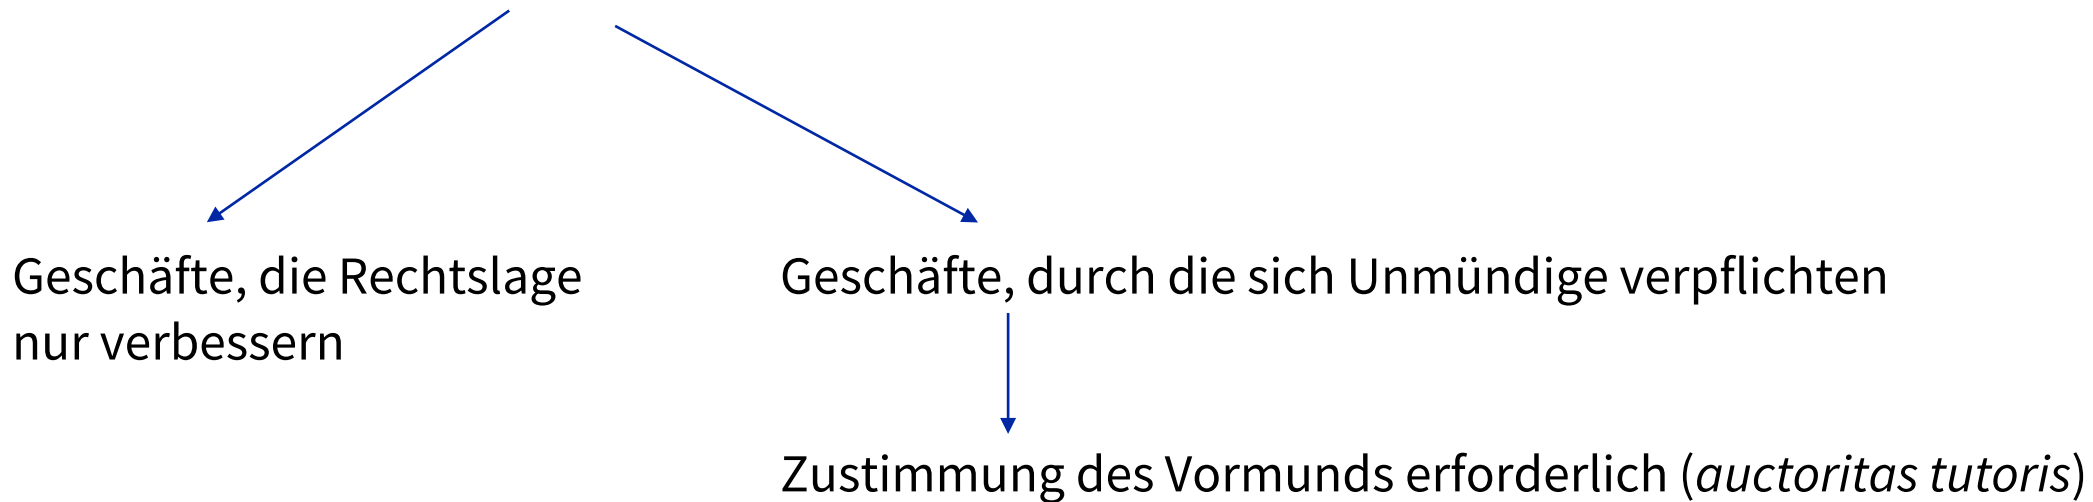 Geschäfte, die Rechtslage
nur verbessern
Geschäfte, durch die sich Unmündige verpflichten
Zustimmung des Vormunds erforderlich (auctoritas tutoris)